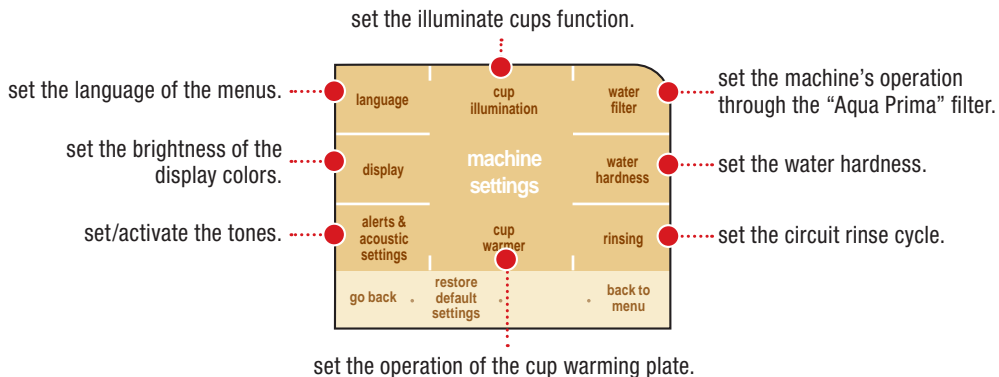 set the illuminate cups function.
set the language of the menus.
language
cup
illumination
water
filter
set the machine’s operation
through the “Aqua Prima” filter.
set the brightness of the
display colors.
display
machine
settings
water
hardness
set the water hardness.
set/activate the tones.
alerts &
acoustic
settings
cup
warmer
rinsing
set the circuit rinse cycle.
go back
restore
default
settings
back to
menu
set the operation of the cup warming plate.